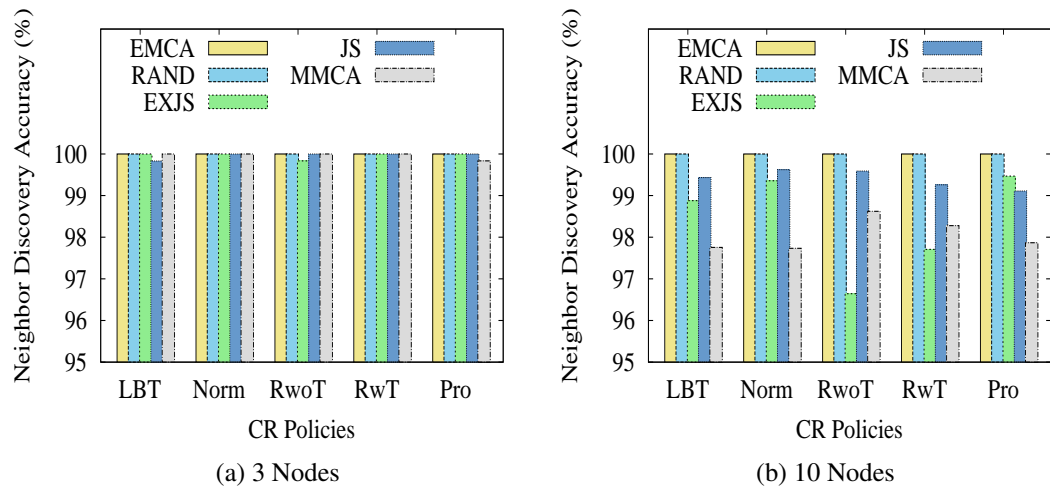 Neighbor Discovery Accuracy (%)
EMCA
RAND
EXJS
JS
MMCA
100
99
98
97
96
95
LBT Norm RwoT RwT Pro
CR Policies
(a) 3 Nodes
Neighbor Discovery Accuracy (%)
EMCA
RAND
EXJS
JS
MMCA
100
99
98
97
96
95
LBT Norm RwoT RwT Pro
CR Policies
(b) 10 Nodes